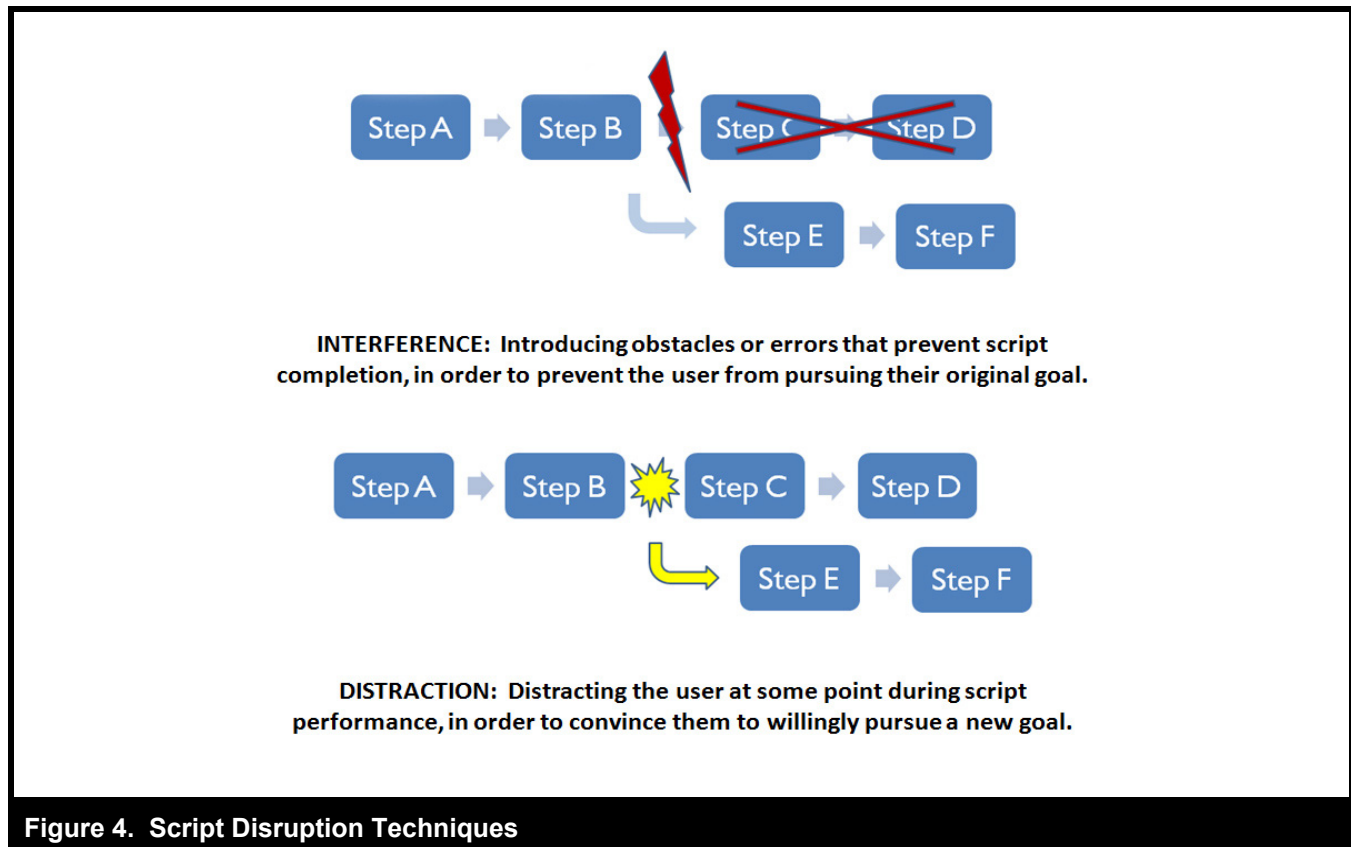 Step A Step B Step C Step D
Step E Step F
INTERFERENCE: Introducing obstacles or errors that prevent script
completion, in order to prevent the user from pursuing their original goal.
Step A Step B Step C Step D
Step E Step F
DISTRACTION: Distracting the user at some point during script
performance, in order to convince them to willingly pursue a new goal.
Figure 4. Script Disruption Techniques